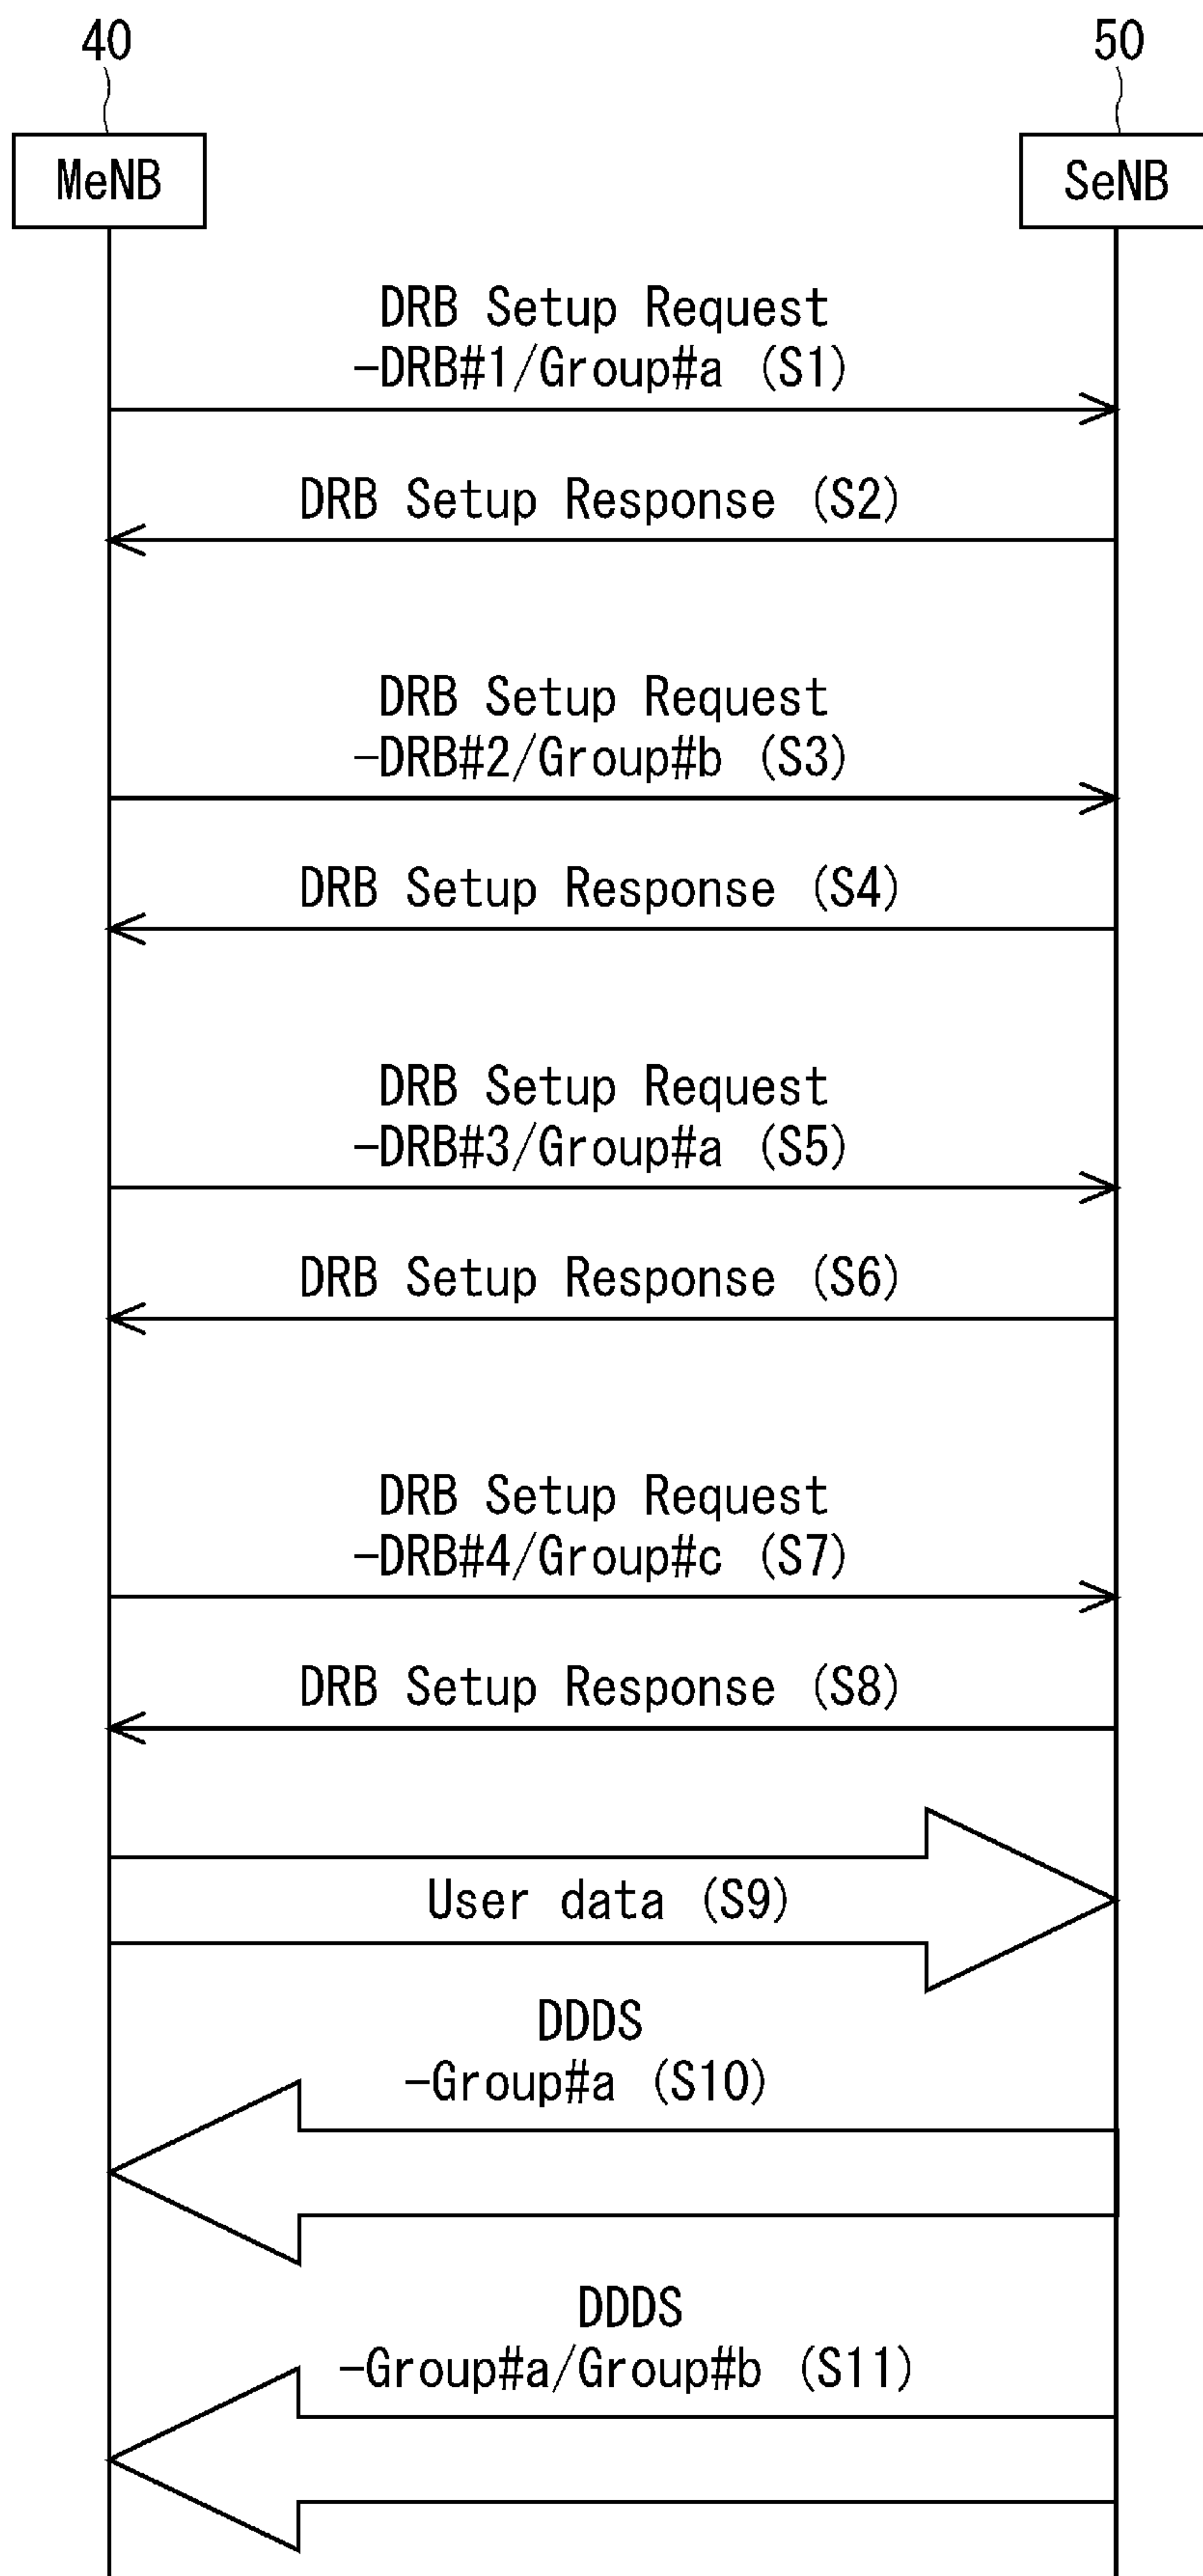 40
50
MeNB
SeNB
DRB Setup Request
-DRB#1/Group#a (S1)
DRB Setup Response (S2)
DRB Setup Request
-DRB#2/Group#b (S3)
DRB Setup Response (S4)
DRB Setup Request
-DRB#3/Group#a (S5)
DRB Setup Response (S6)
DRB Setup Request
-DRB#4/Group#c (S7)
DRB Setup Response (S8)
User data (S9)
DDDS
-Group#a (S10)
DDDS
-Group#a/Group#b (S11)